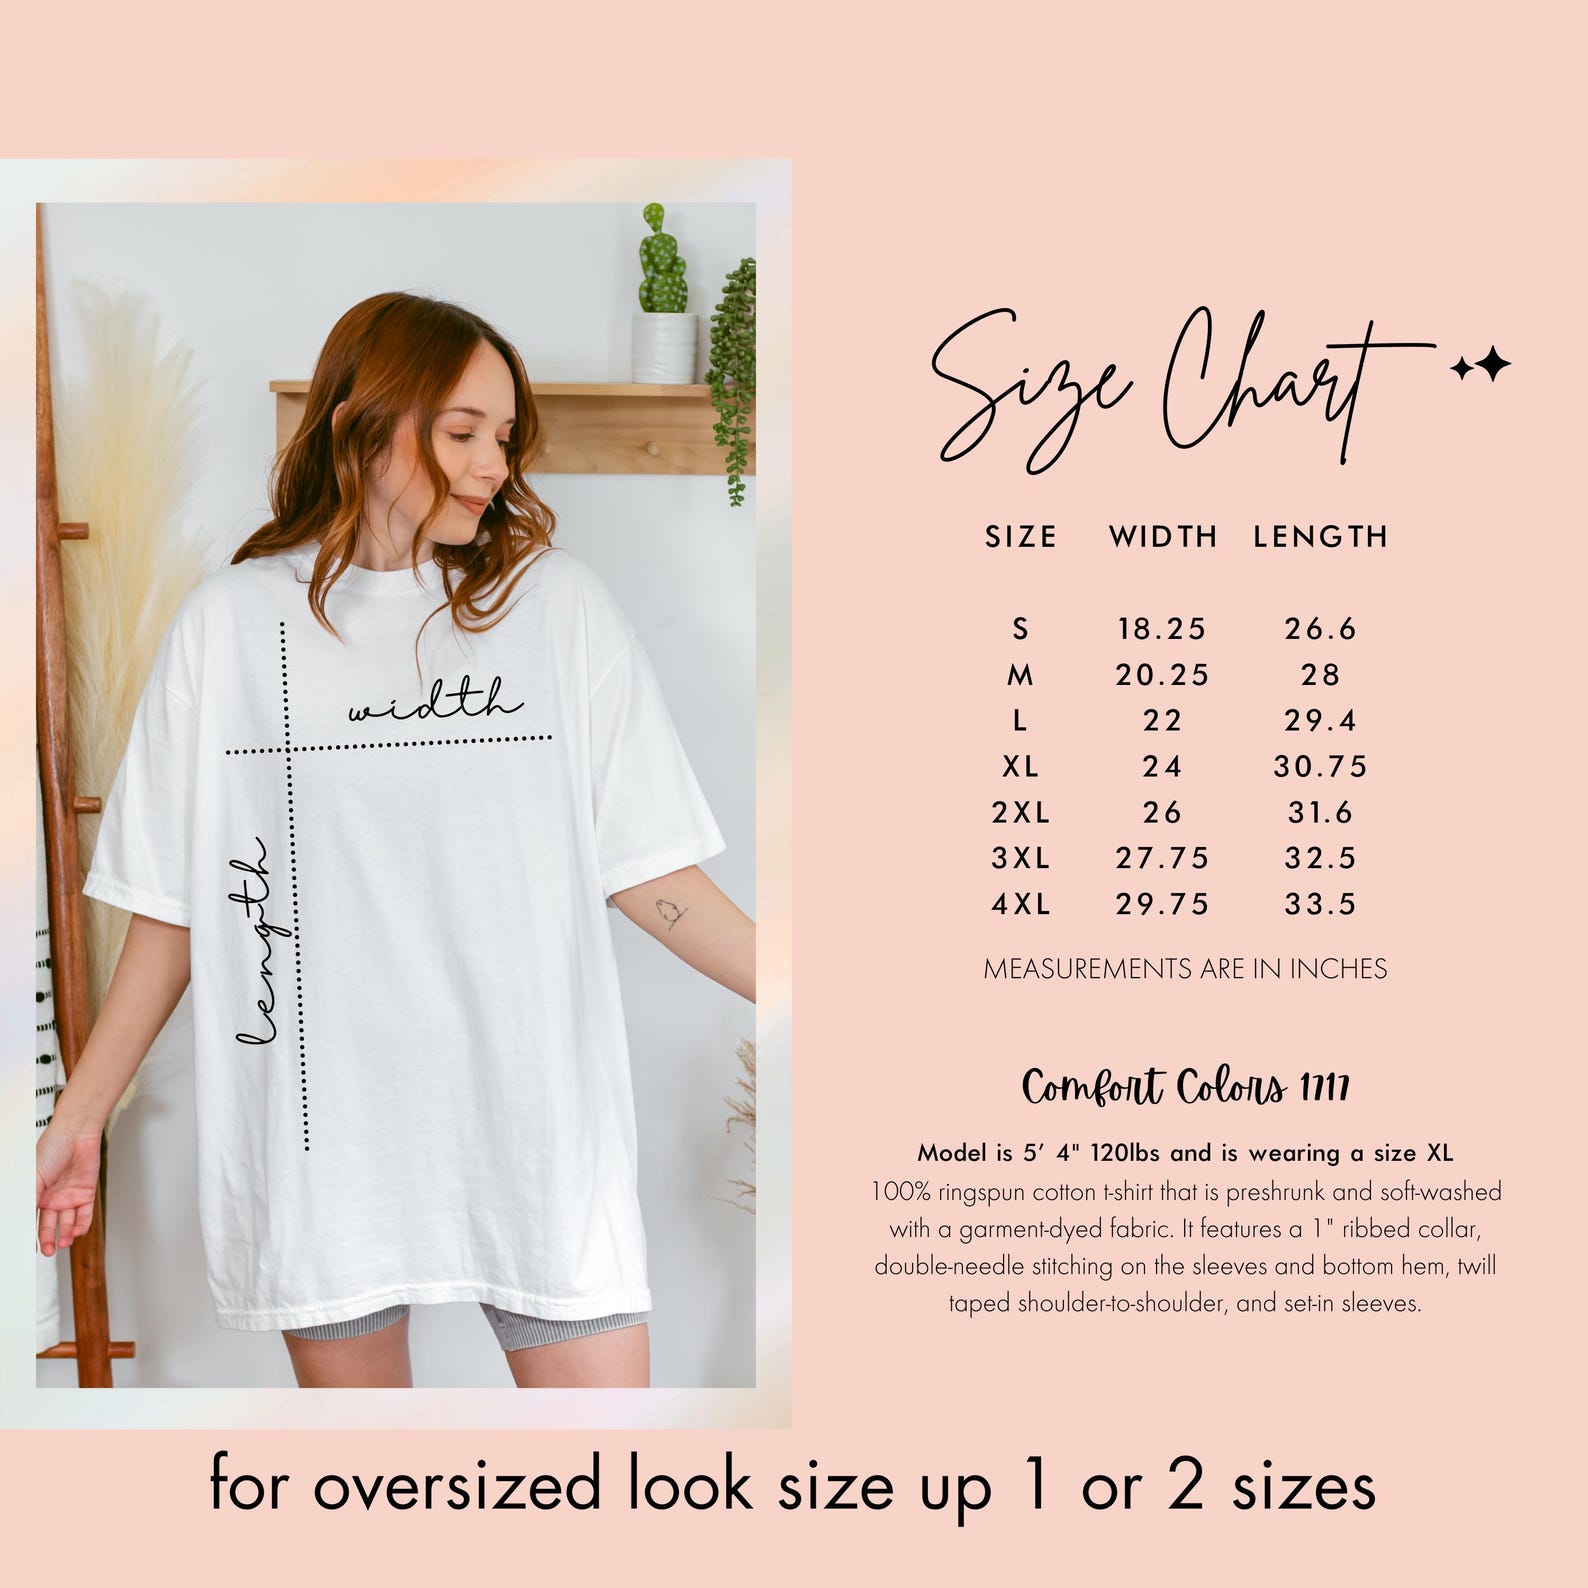 width
length
Size Chart
SIZE WIDTH LENGTH
S 18.25 26.6
M 20.25 28
L 22 29.4
XL 24 30.75
2XL 26 31.6
3XL 27.75 32.5
4XL 29.75 33.5
MEASUREMENTS ARE IN INCHES
Comfort Colors 1717
Model is 5’ 4" 120lbs and is wearing a size XL
100% ringspun cotton t-shirt that is preshrunk and soft-washed
with a garment-dyed fabric. It features a 1" ribbed collar,
double-needle stitching on the sleeves and bottom hem, twill
taped shoulder-to-shoulder, and set-in sleeves.
for oversized look size up 1 or 2 sizes